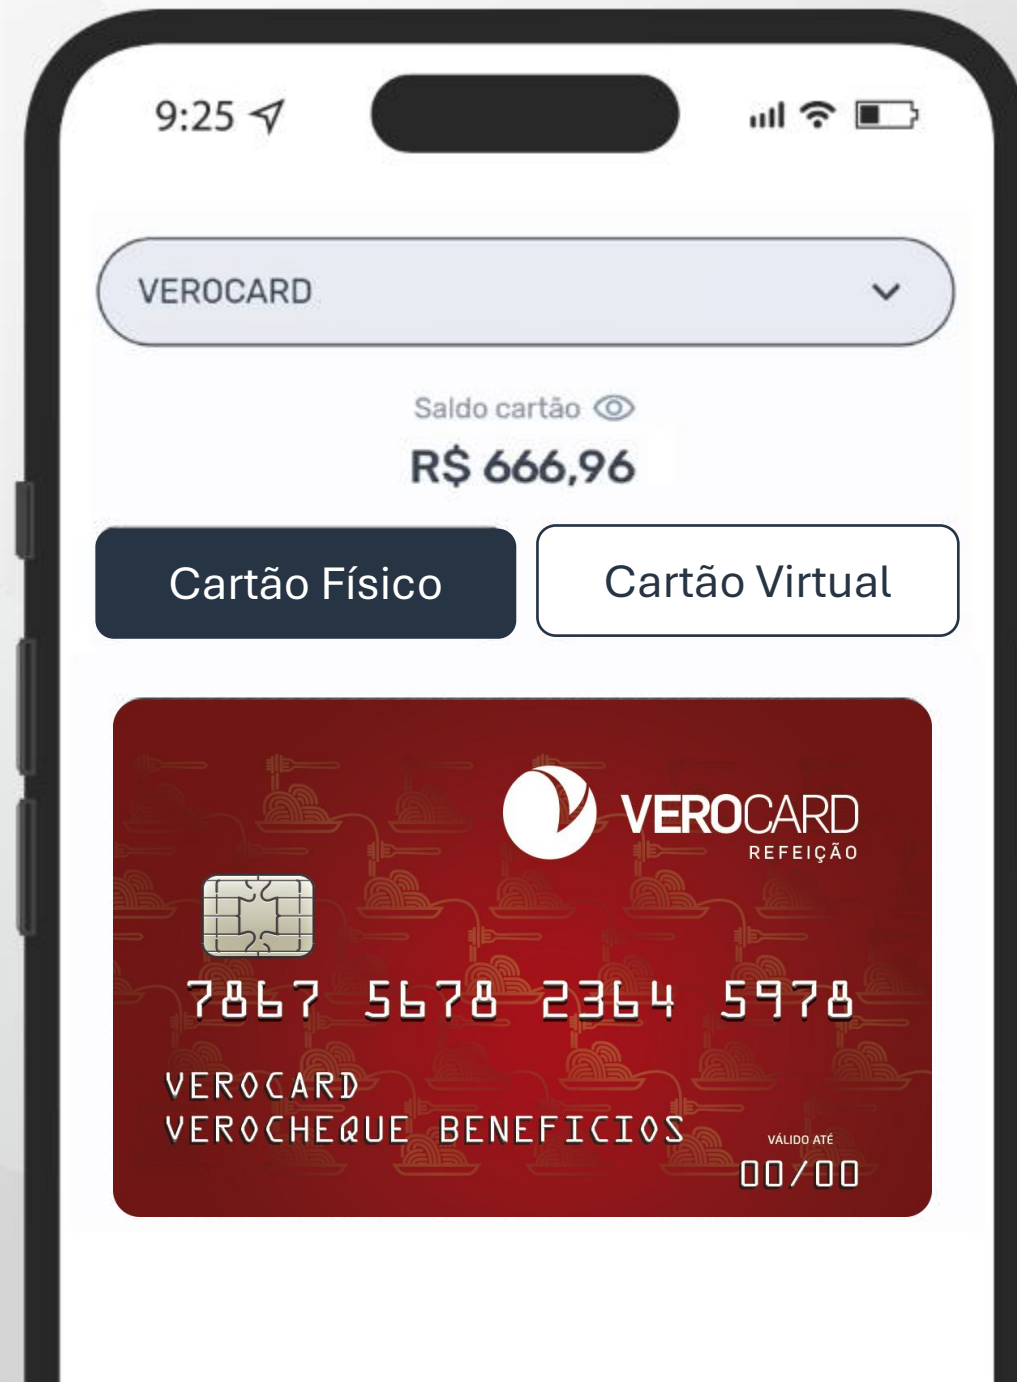 9:25
VEROCARD
Saldo cartão
R$ 666,96
Cartão Físico
Cartão Virtual
VEROCARD
REFEIÇÃO
7867 5678 2364 5978
VEROCARD
VEROCHEQUE BENEFICIOS
VÁLIDO ATÉ
00/00